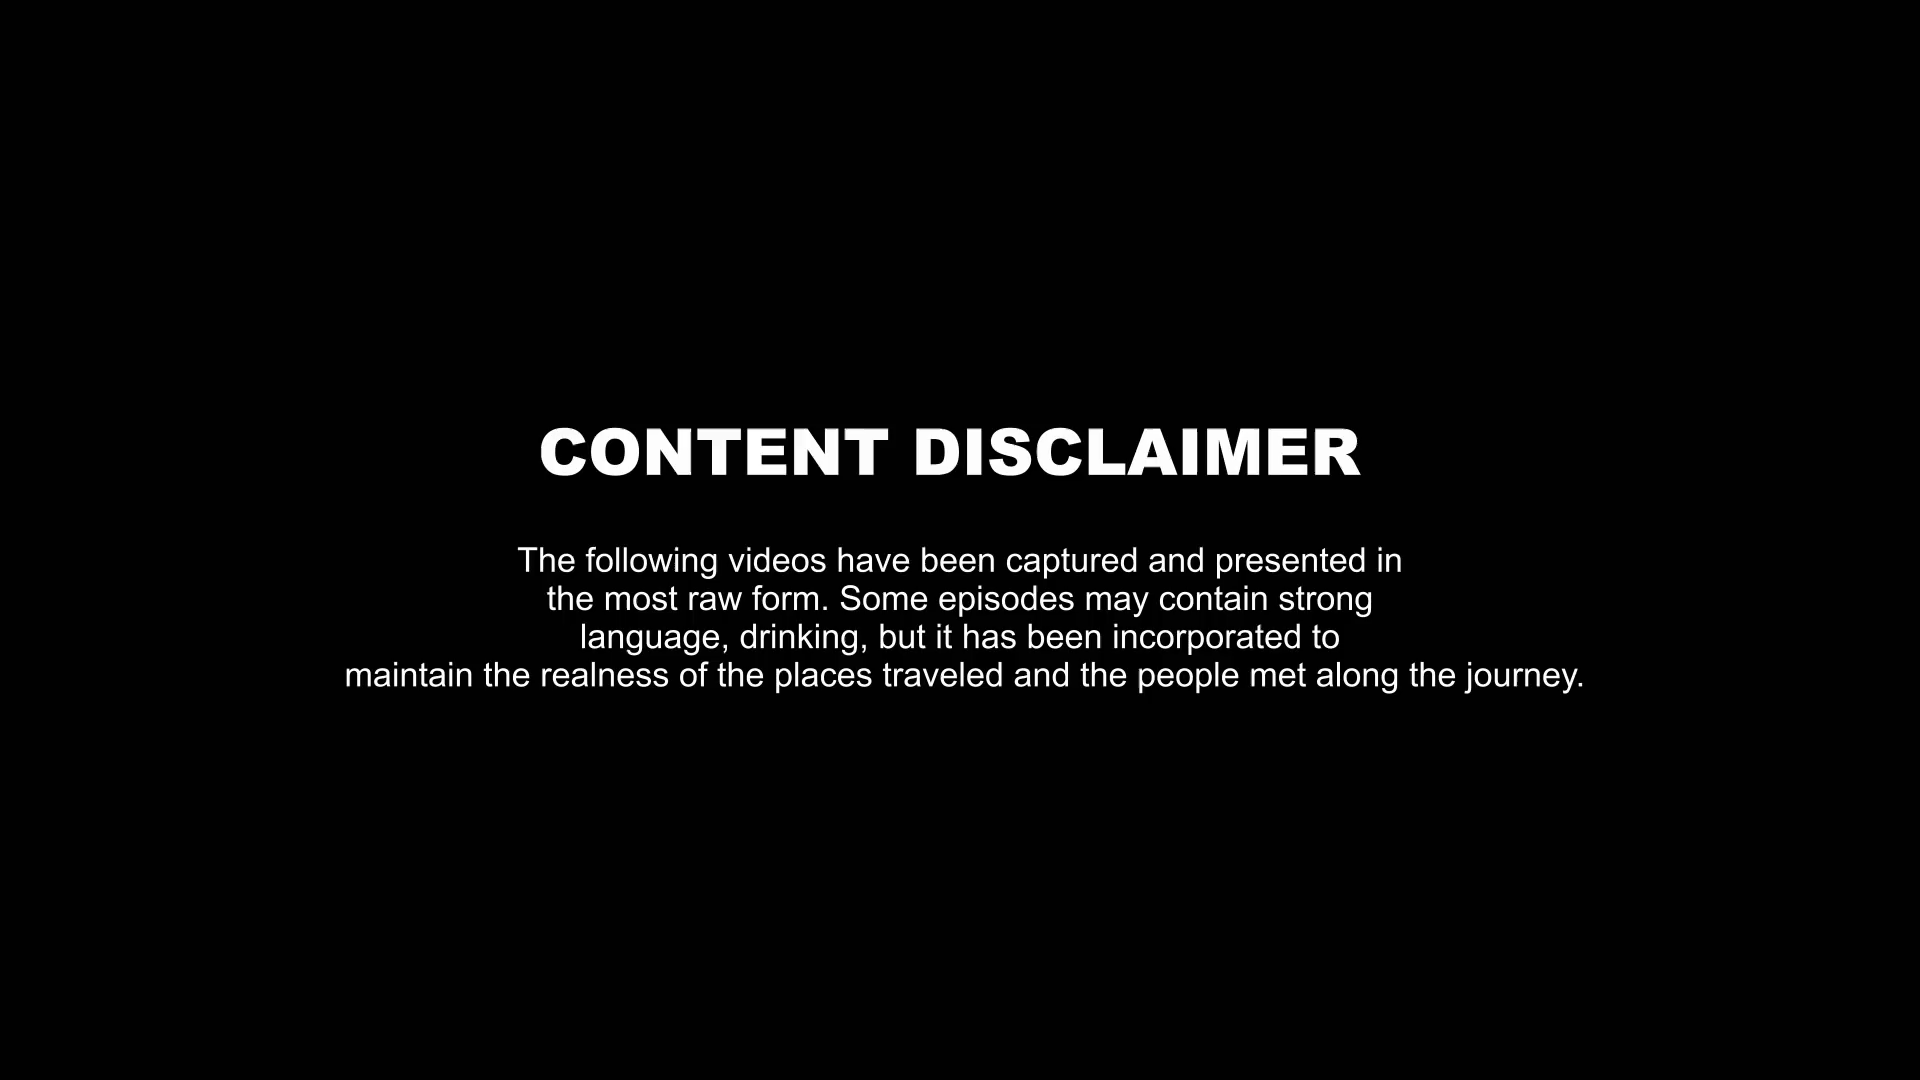 CONTENT DISCLAIMER
The following videos have been captured and presented in
the most raw form. Some episodes may contain strong
language, drinking, but it has been incorporated to
maintain the realness of the places traveled and the people met along the journey.